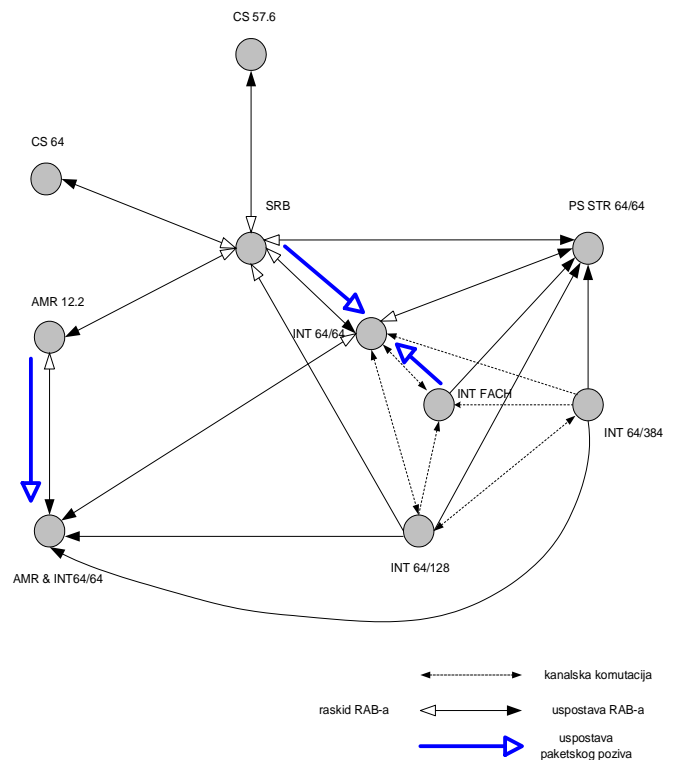 CS 57.6
CS 64
SRB
PS STR 64/64
AMR 12.2
INT 64/64
INT FACH
INT 64/384
INT 64/128
AMR & INT64/64
kanalska komutacija
raskid RAB-a
uspostava RAB-a
uspostava
paketskog poziva